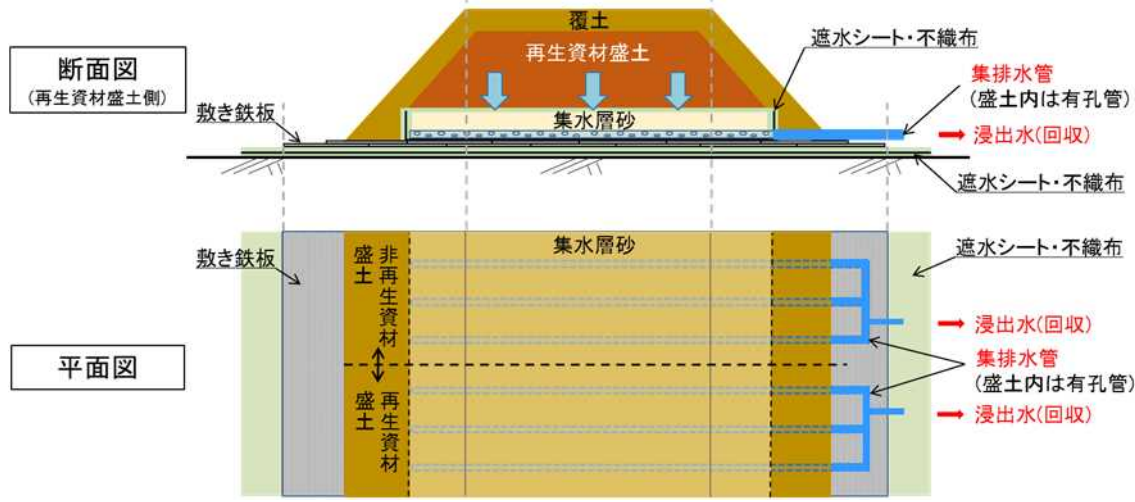 断面図
(再生資材盛土側)
覆土
再生資材盛土
遮水シート・不織布
集排水管
(盛土内は有孔管)
敷き鉄板
集水層砂
浸出水(回収)
遮水シート・不織布
平面図
敷き鉄板
集水層砂
非再生資材
盛土
再生資材
盛土
遮水シート・不織布
浸出水(回収)
集排水管
(盛土内は有孔管)
浸出水(回収)